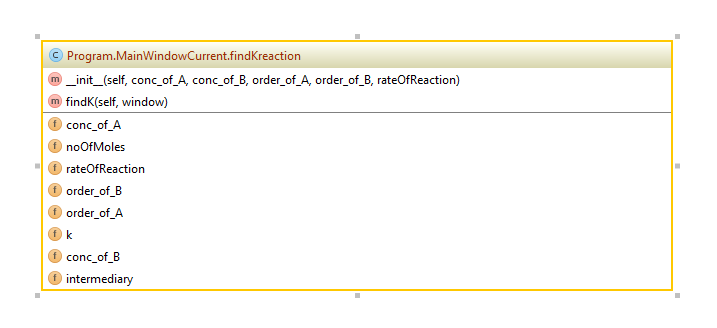 C Program.MainWindowCurrent.findKreaction
m __init__(self, conc_of_A, conc_of_B, order_of_A, order_of_B, rateOfReaction)
m findK(self, window)
f conc_of_A
f noOfMoles
f rateOfReaction
f order_of_B
f order_of_A
f k
f conc_of_B
f intermediary